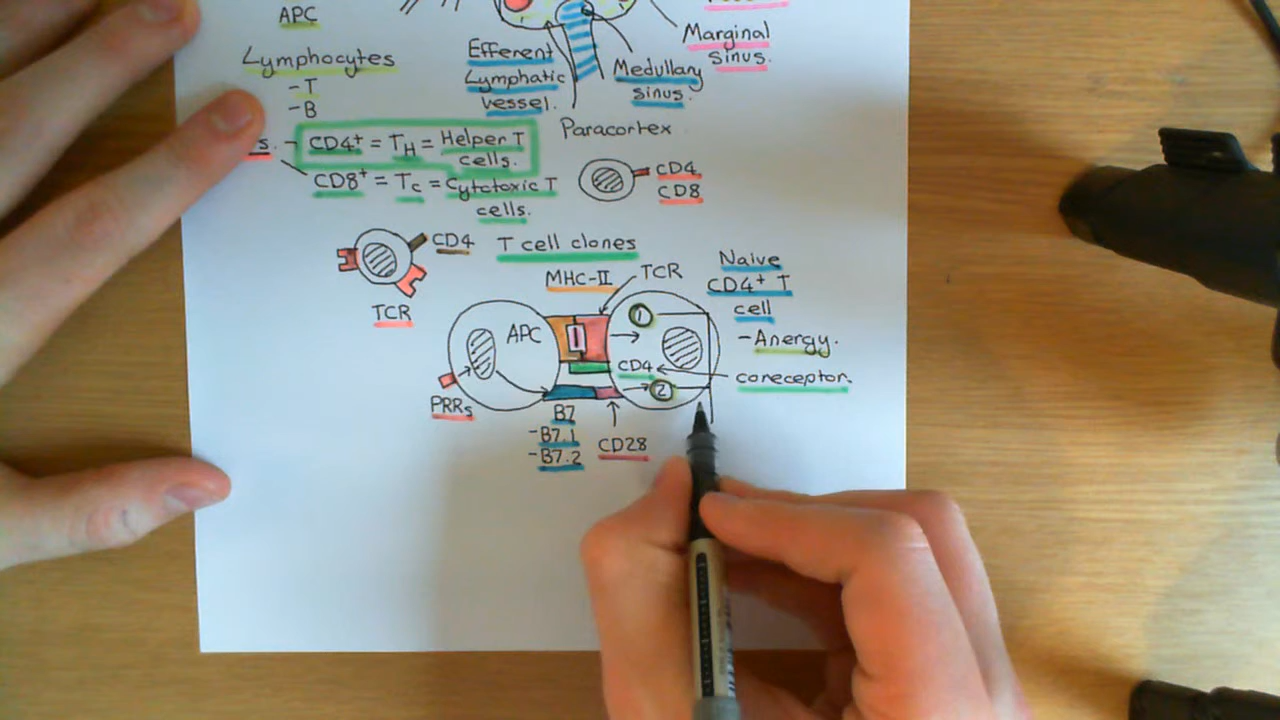 APC
Lymphocytes
-T
-B
s. - CD4⁺ = T_H = Helper T
cells.
CD8⁺ = T_C = Cytotoxic T
cells.
Efferent
Lymphatic
vessel.
Medullary
sinus.
Marginal
sinus.
Paracortex
CD4
CD8
CD4
TCR
T cell clones
MHC-II
TCR
Naive
CD4⁺ T
cell
-Anergy.
coreceptor.
APC
1
CD4
2
PRRs
B7
-B7.1
-B7.2
CD28